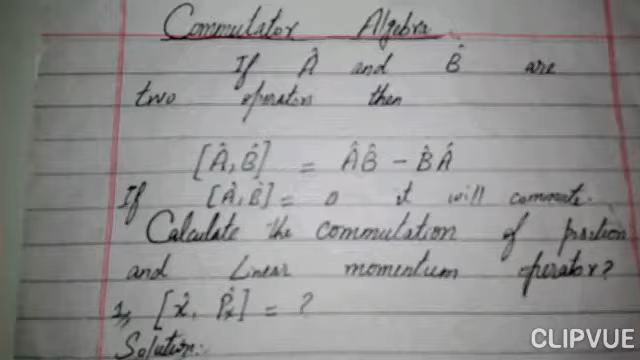 Commutator Algebra
If Â and B̂ are
two operators then
[Â, B̂] = ÂB̂ - B̂Â
If [Â, B̂] = 0 it will commute.
Calculate the commutation of position
and Linear momentum operator?
1, [x̂, P̂x] = ?
Solution:
CLIPVUE